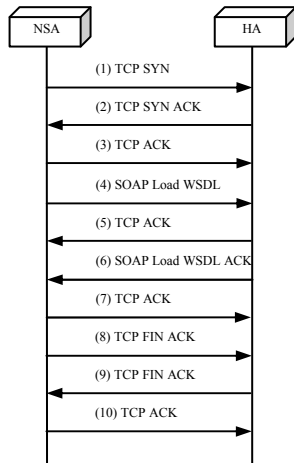 NSA
HA
(1) TCP SYN
(2) TCP SYN ACK
(3) TCP ACK
(4) SOAP Load WSDL
(5) TCP ACK
(6) SOAP Load WSDL ACK
(7) TCP ACK
(8) TCP FIN ACK
(9) TCP FIN ACK
(10) TCP ACK